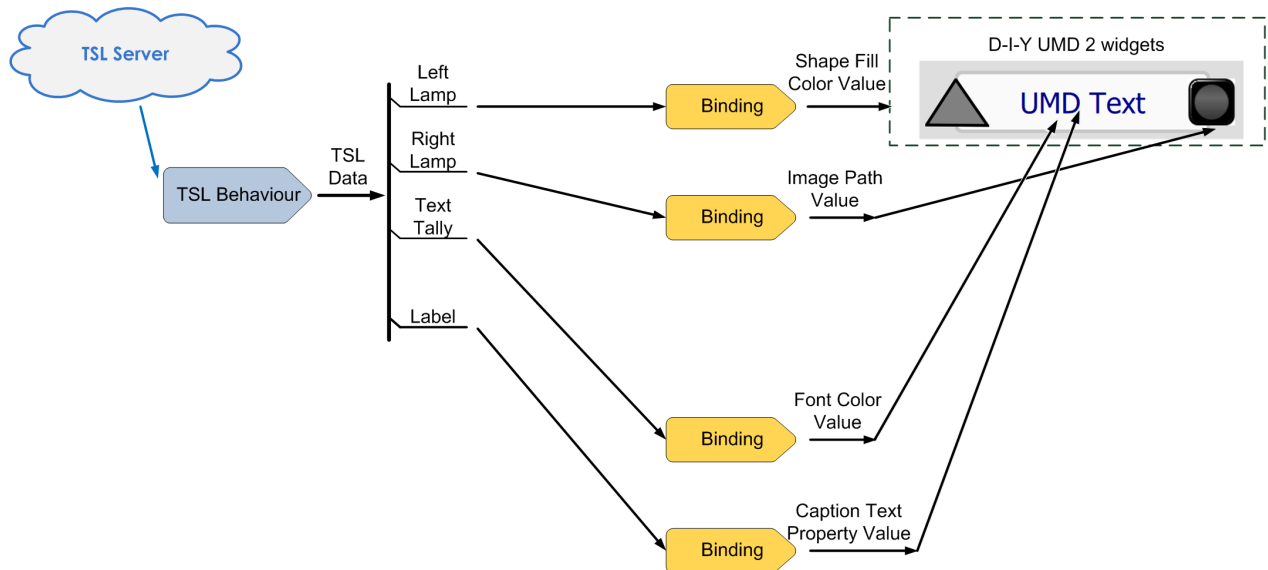 TSL Server
D-I-Y UMD 2 widgets
UMD Text
Left
Lamp
Binding
Shape Fill
Color Value
TSL Behaviour
TSL
Data
Right
Lamp
Binding
Image Path
Value
Text
Tally
Binding
Font Color
Value
Label
Binding
Caption Text
Property Value